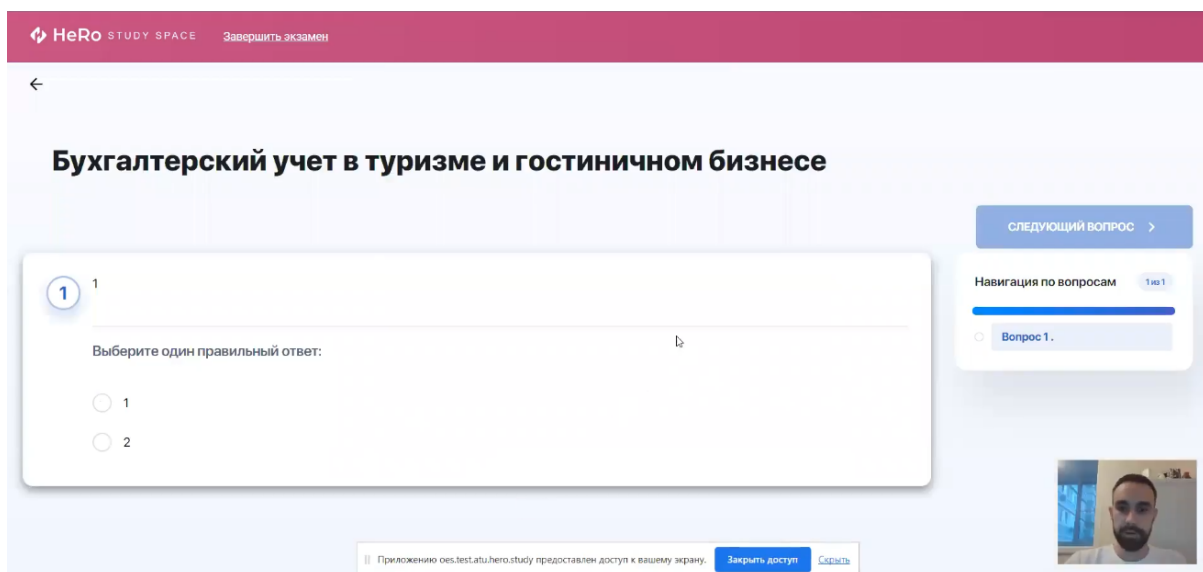 HeRo STUDY SPACE Завершить экзамен
Бухгалтерский учет в туризме и гостиничном бизнесе
СЛЕДУЮЩИЙ ВОПРОС
1 1
Выберите один правильный ответ:
1
2
Навигация по вопросам 1 из 1
Вопрос 1 .
Приложению oes.test.atu.hero.study предоставлен доступ к вашему экрану. Закрыть доступ Скрыть